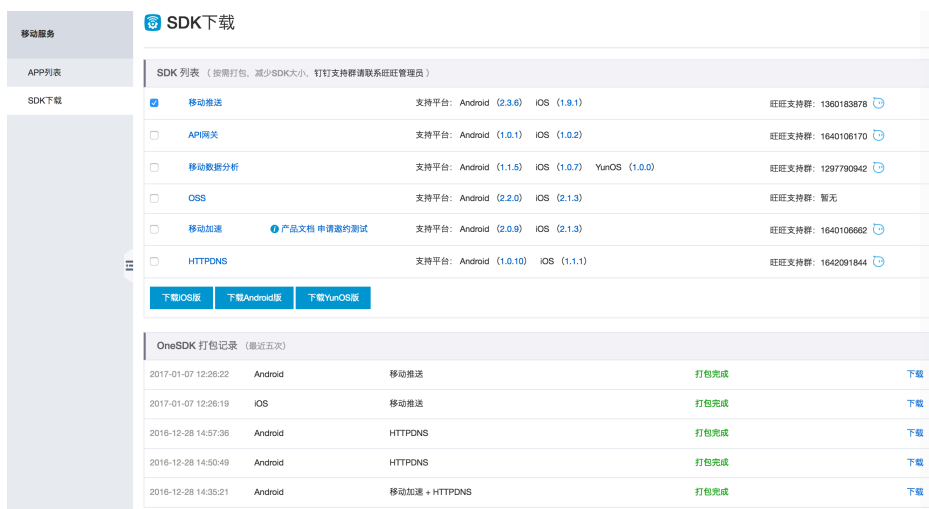 移动服务
APP列表
SDK下载
SDK下载
SDK 列表 （ 按需打包，减少SDK大小，钉钉支持群请联系旺旺管理员 ）
移动推送 支持平台： Android （2.3.6） iOS （1.9.1） 旺旺支持群：1360183878
API网关 支持平台： Android （1.0.1） iOS （1.0.2） 旺旺支持群：1640106170
移动数据分析 支持平台： Android （1.1.5） iOS （1.0.7） YunOS （1.0.0） 旺旺支持群：1297790942
OSS 支持平台： Android （2.2.0） iOS （2.1.3） 旺旺支持群：暂无
移动加速 产品文档 申请邀约测试 支持平台： Android （2.0.9） iOS （2.1.3） 旺旺支持群：1640106662
HTTPDNS 支持平台： Android （1.0.10） iOS （1.1.1） 旺旺支持群：1642091844
下载iOS版 下载Android版 下载YunOS版
OneSDK 打包记录 （最近五次）
2017-01-07 12:26:22 Android 移动推送 打包完成 下载
2017-01-07 12:26:19 iOS 移动推送 打包完成 下载
2016-12-28 14:57:36 Android HTTPDNS 打包完成 下载
2016-12-28 14:50:49 Android HTTPDNS 打包完成 下载
2016-12-28 14:35:21 Android 移动加速 + HTTPDNS 打包完成 下载